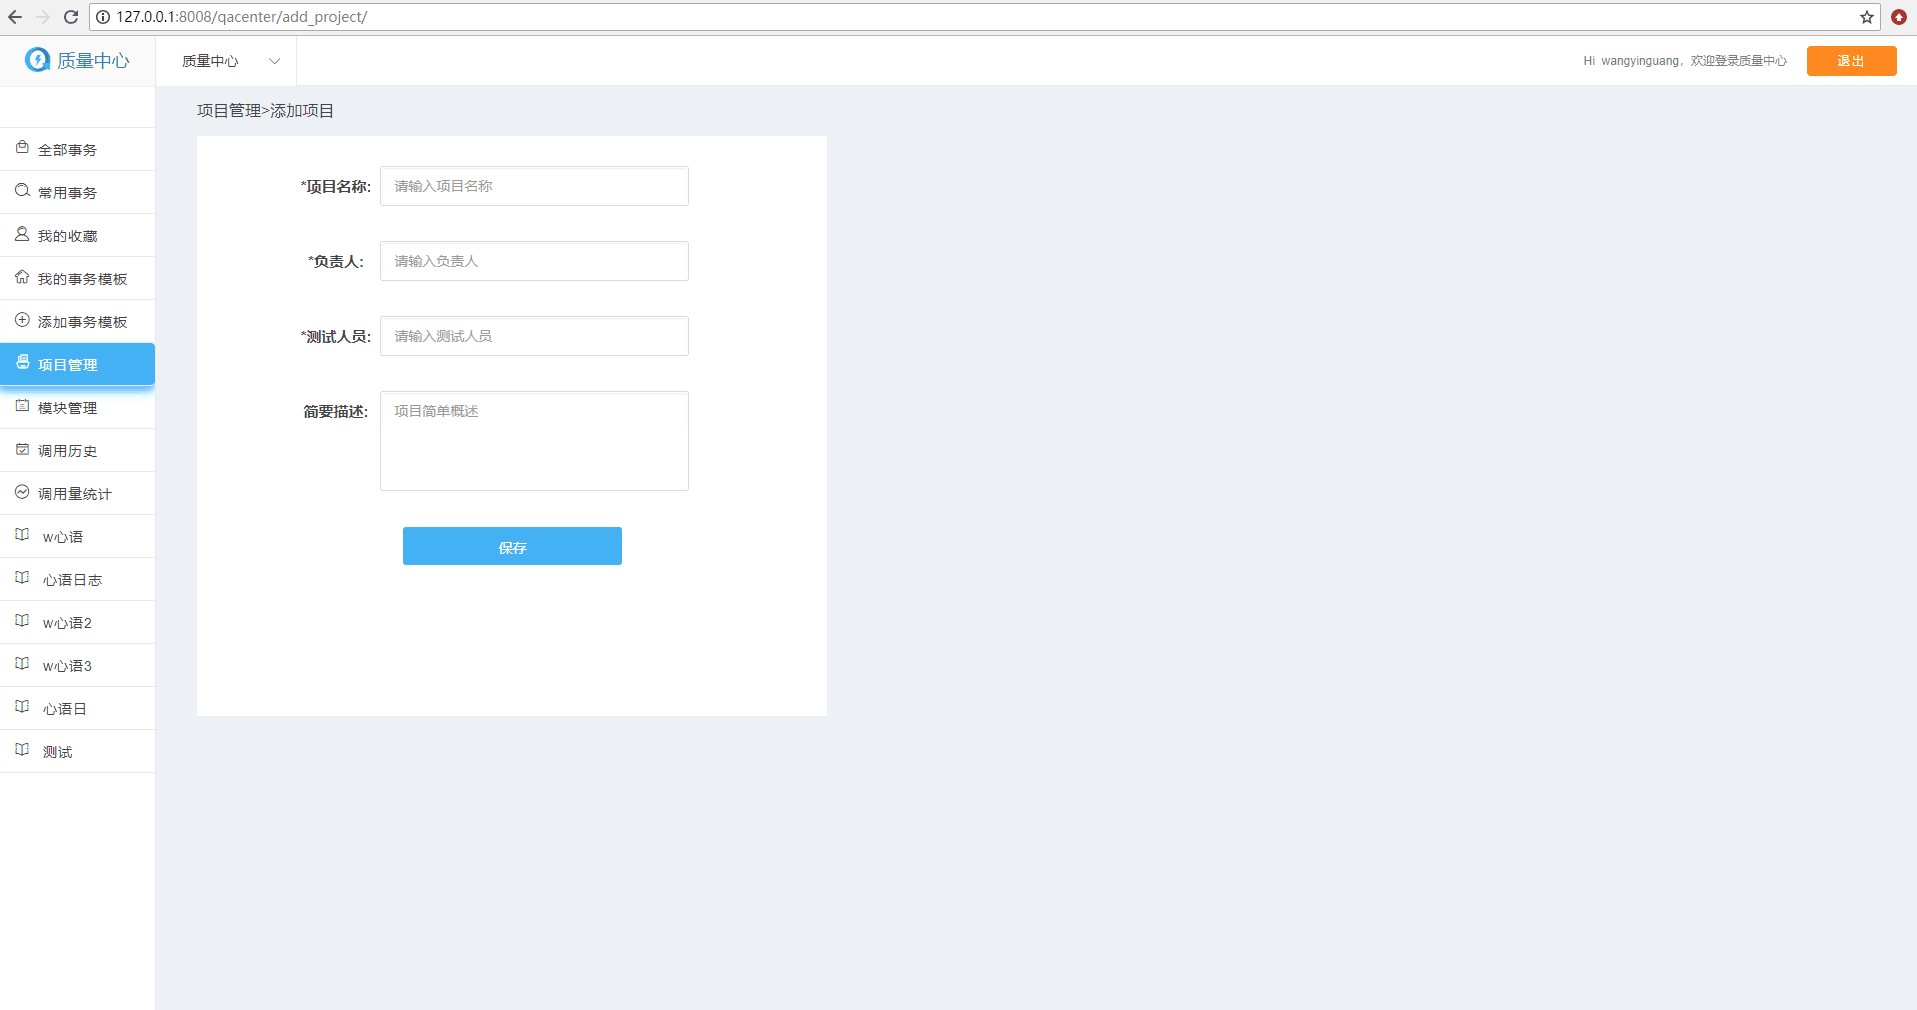 127.0.0.1:8008/qacenter/add_project/
质量中心
质量中心
Hi wangyinguang，欢迎登录质量中心
退出
项目管理>添加项目
全部事务
常用事务
我的收藏
我的事务模板
添加事务模板
项目管理
模块管理
调用历史
调用量统计
w心语
心语日志
w心语2
w心语3
心语日
测试
*项目名称: 请输入项目名称
*负责人: 请输入负责人
*测试人员: 请输入测试人员
简要描述: 项目简单概述
保存